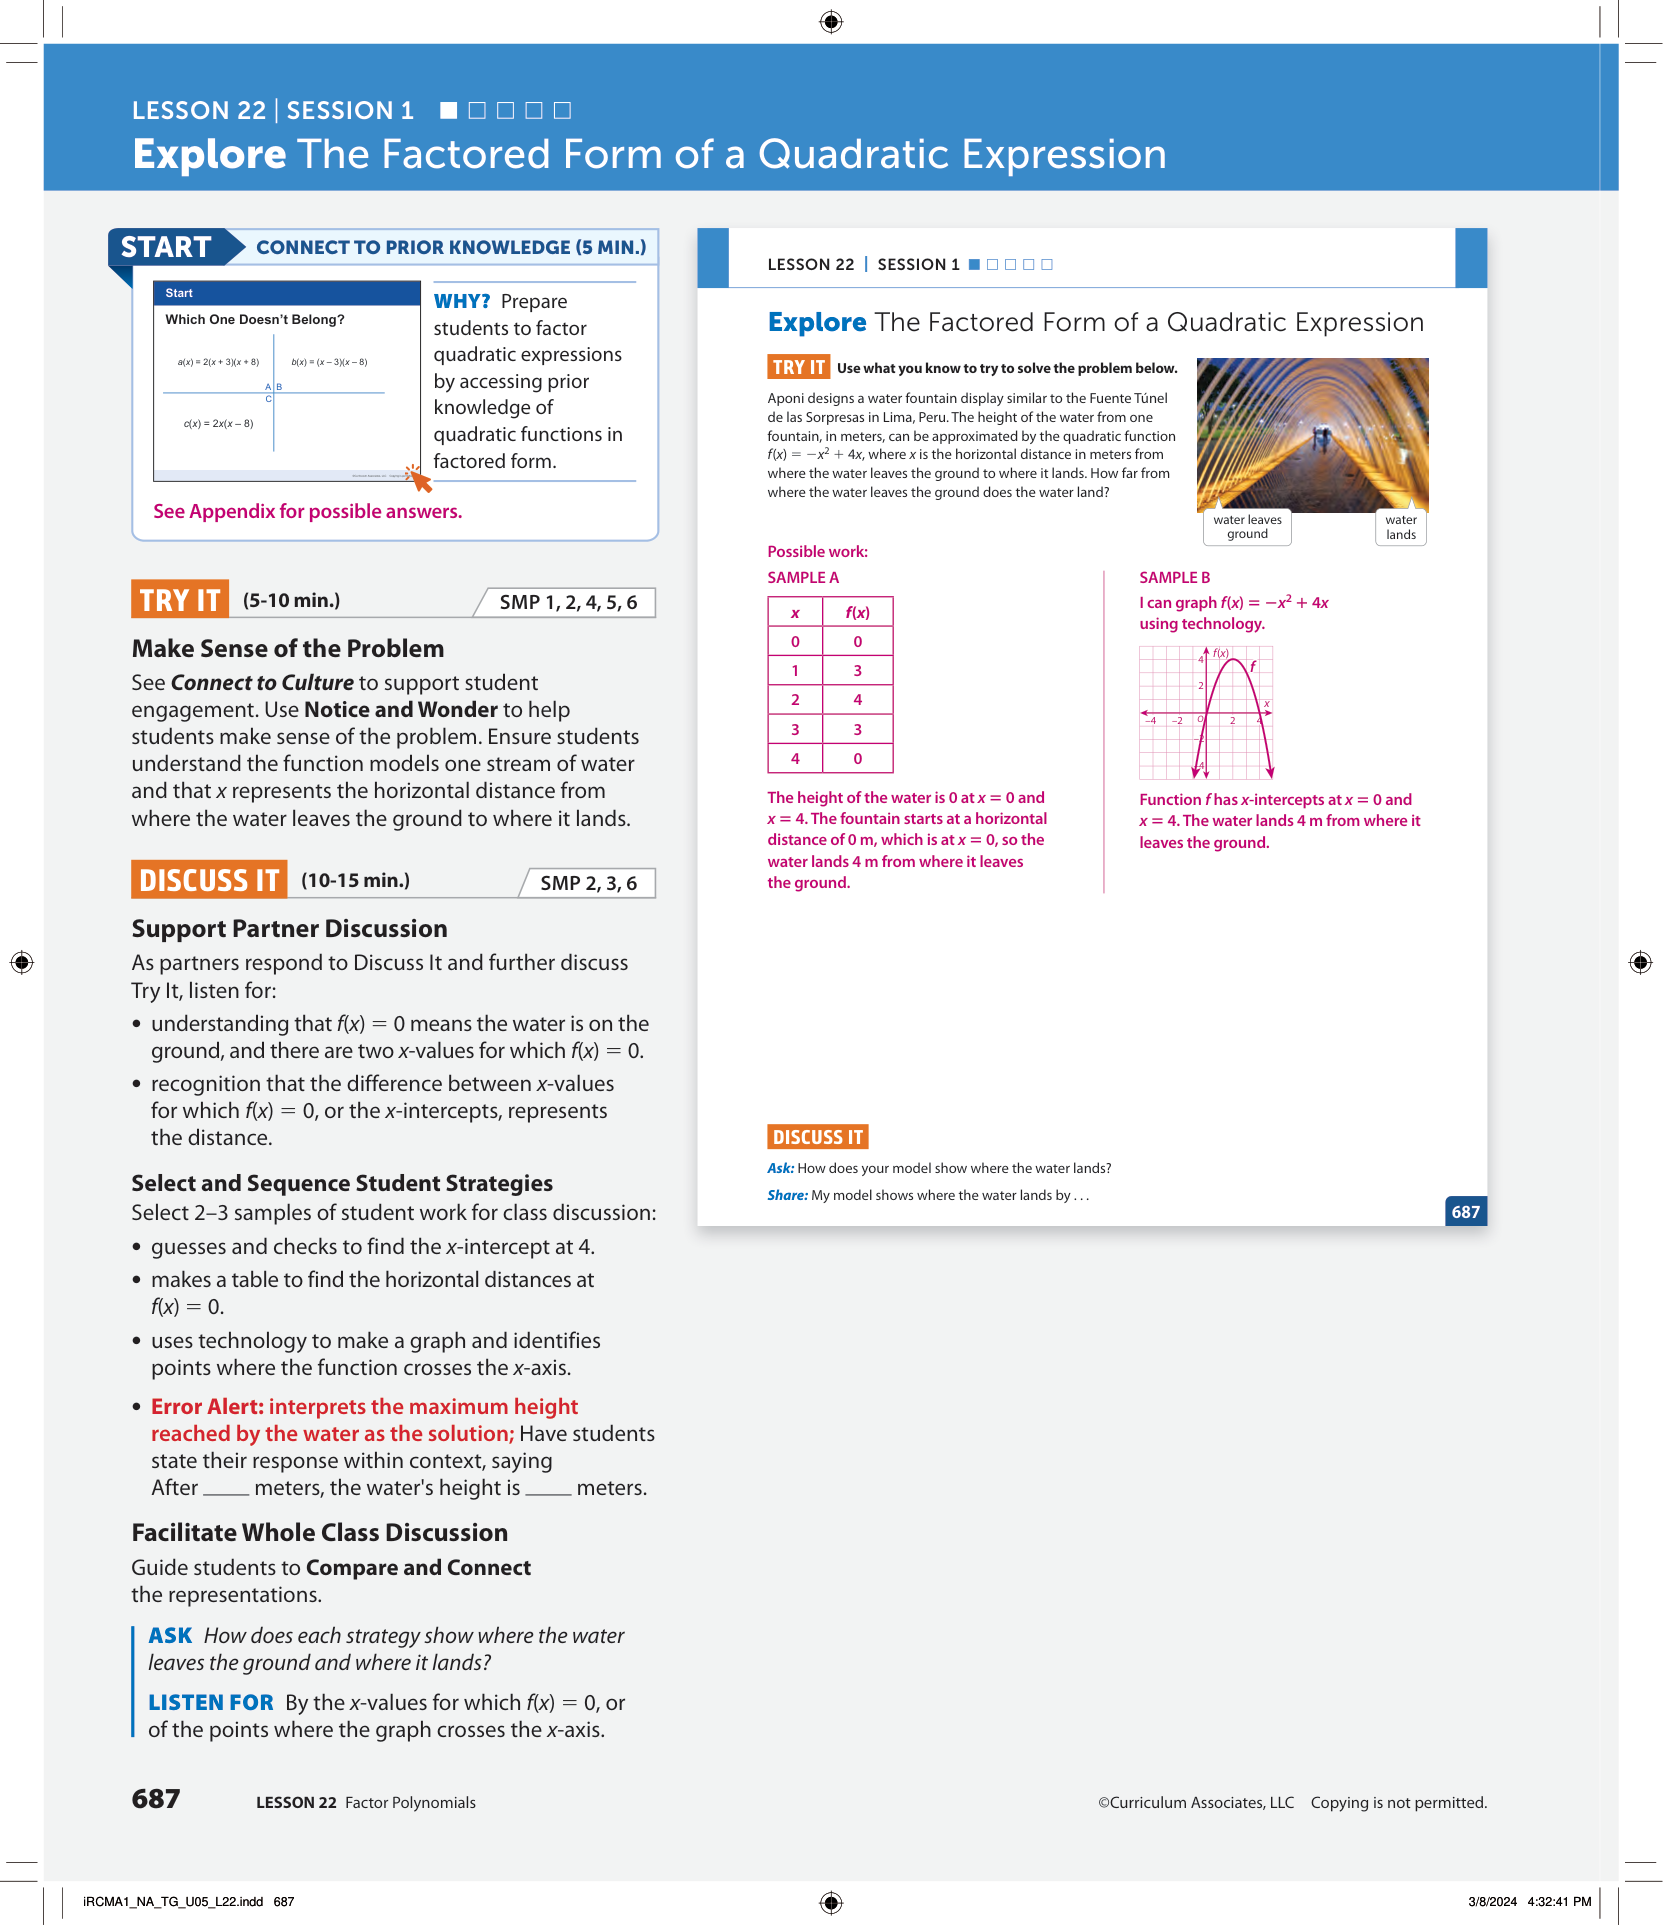 LESSON 22 | SESSION 1
Explore The Factored Form of a Quadratic Expression
START
CONNECT TO PRIOR KNOWLEDGE (5 MIN.)
Start
Which One Doesn't Belong?
a(x) = 2(x + 3)(x + 8)
b(x) = (x – 3)(x – 8)
A B
C
c(x) = 2x(x – 8)
WHY? Prepare
students to factor
quadratic expressions
by accessing prior
knowledge of
quadratic functions in
factored form.
See Appendix for possible answers.
TRY IT (5-10 min.)
SMP 1, 2, 4, 5, 6
Make Sense of the Problem
See Connect to Culture to support student
engagement. Use Notice and Wonder to help
students make sense of the problem. Ensure students
understand the function models one stream of water
and that x represents the horizontal distance from
where the water leaves the ground to where it lands.
DISCUSS IT (10-15 min.)
SMP 2, 3, 6
Support Partner Discussion
As partners respond to Discuss It and further discuss
Try It, listen for:
• understanding that f(x) = 0 means the water is on the
ground, and there are two x-values for which f(x) = 0.
• recognition that the difference between x-values
for which f(x) = 0, or the x-intercepts, represents
the distance.
Select and Sequence Student Strategies
Select 2–3 samples of student work for class discussion:
• guesses and checks to find the x-intercept at 4.
• makes a table to find the horizontal distances at
f(x) = 0.
• uses technology to make a graph and identifies
points where the function crosses the x-axis.
• Error Alert: interprets the maximum height
reached by the water as the solution; Have students
state their response within context, saying
After ____ meters, the water's height is ____ meters.
Facilitate Whole Class Discussion
Guide students to Compare and Connect
the representations.
ASK How does each strategy show where the water
leaves the ground and where it lands?
LISTEN FOR By the x-values for which f(x) = 0, or
of the points where the graph crosses the x-axis.
LESSON 22 | SESSION 1
Explore The Factored Form of a Quadratic Expression
TRY IT Use what you know to try to solve the problem below.
Aponi designs a water fountain display similar to the Fuente Túnel
de las Sorpresas in Lima, Peru. The height of the water from one
fountain, in meters, can be approximated by the quadratic function
f(x) = −x² + 4x, where x is the horizontal distance in meters from
where the water leaves the ground to where it lands. How far from
where the water leaves the ground does the water land?
water leaves
ground
water
lands
Possible work:
SAMPLE A
x f(x)
0 0
1 3
2 4
3 3
4 0
The height of the water is 0 at x = 0 and
x = 4. The fountain starts at a horizontal
distance of 0 m, which is at x = 0, so the
water lands 4 m from where it leaves
the ground.
SAMPLE B
I can graph f(x) = −x² + 4x
using technology.
4 f(x)
f
2
x
–4 –2 O 2 4
–2
–4
Function f has x-intercepts at x = 0 and
x = 4. The water lands 4 m from where it
leaves the ground.
DISCUSS IT
Ask: How does your model show where the water lands?
Share: My model shows where the water lands by . . .
687
687 LESSON 22 Factor Polynomials
©Curriculum Associates, LLC Copying is not permitted.
iRCMA1_NA_TG_U05_L22.indd 687
3/8/2024 4:32:41 PM